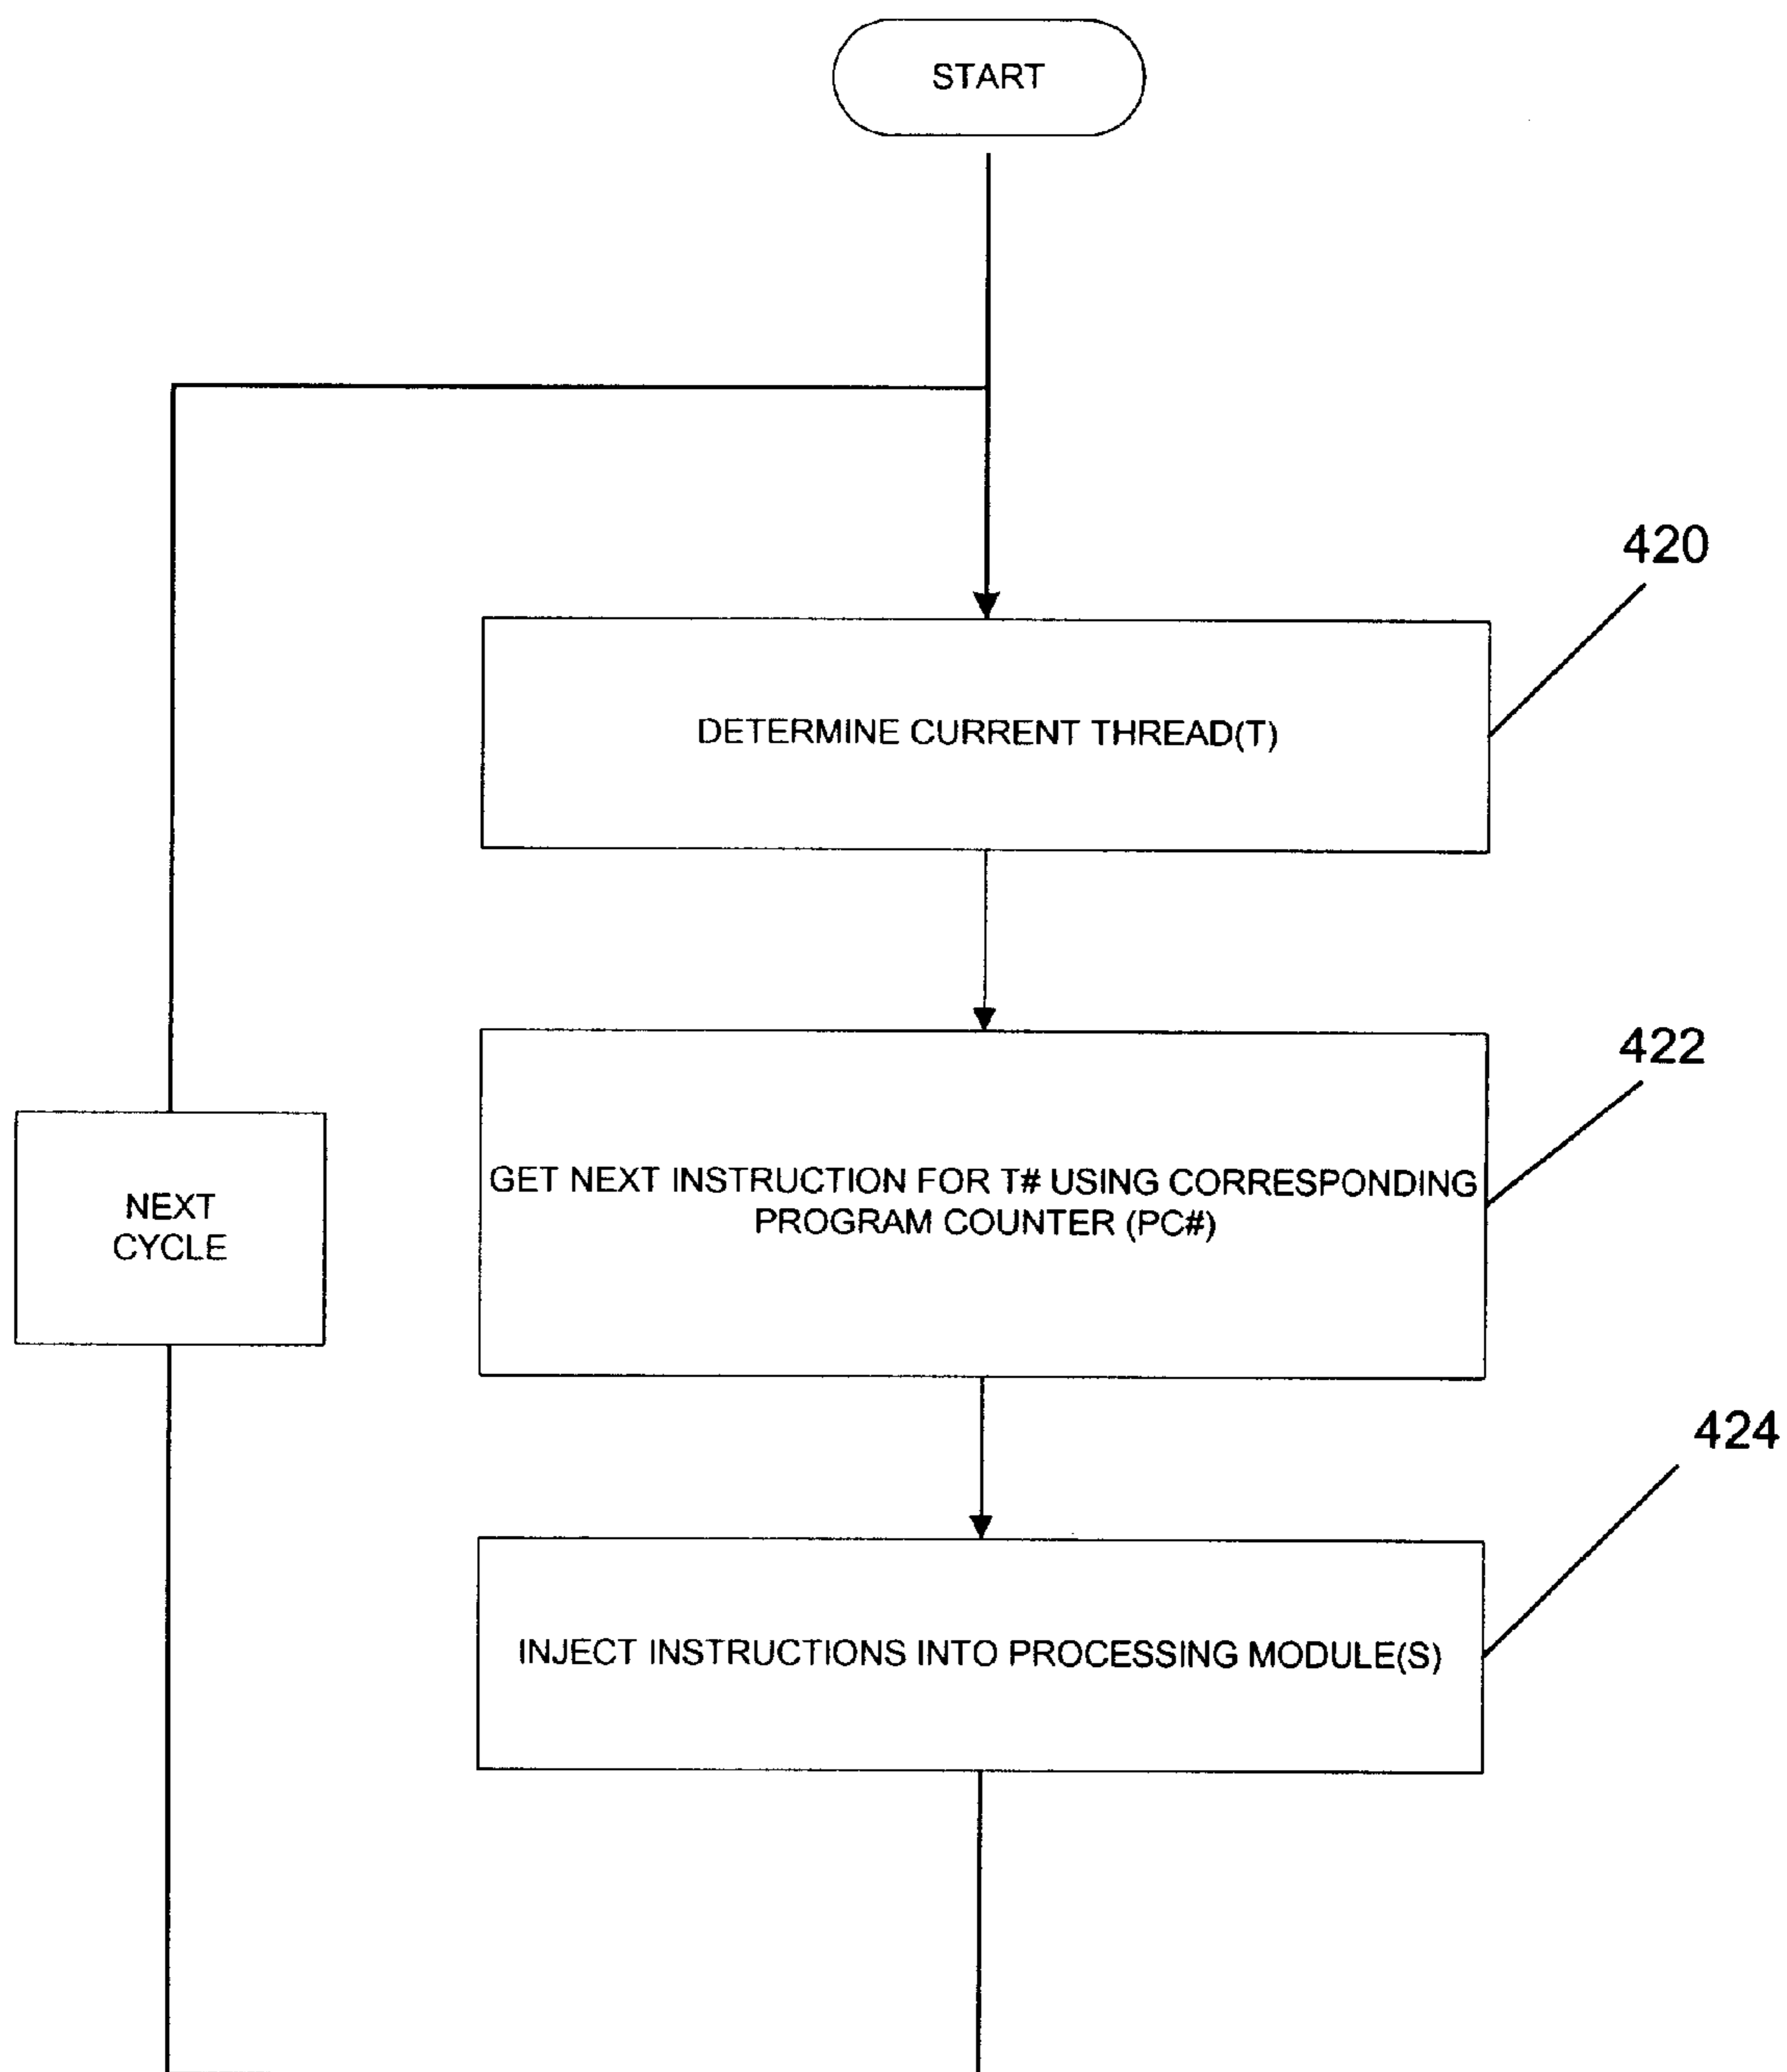 START
420
DETERMINE CURRENT THREAD(T)
422
GET NEXT INSTRUCTION FOR T# USING CORRESPONDING
PROGRAM COUNTER (PC#)
NEXT
CYCLE
424
INJECT INSTRUCTIONS INTO PROCESSING MODULE(S)